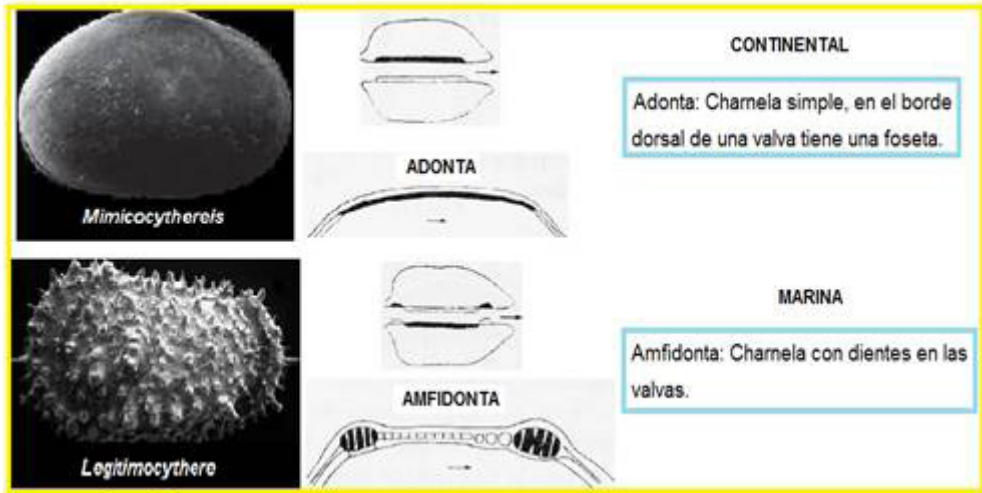 CONTINENTAL
Adonta: Charnela simple, en el borde
dorsal de una valva tiene una foseta.
ADONTA
Mimicocythereis
MARINA
Amfidonta: Charnela con dientes en las
valvas.
AMFIDONTA
Legitimocythere